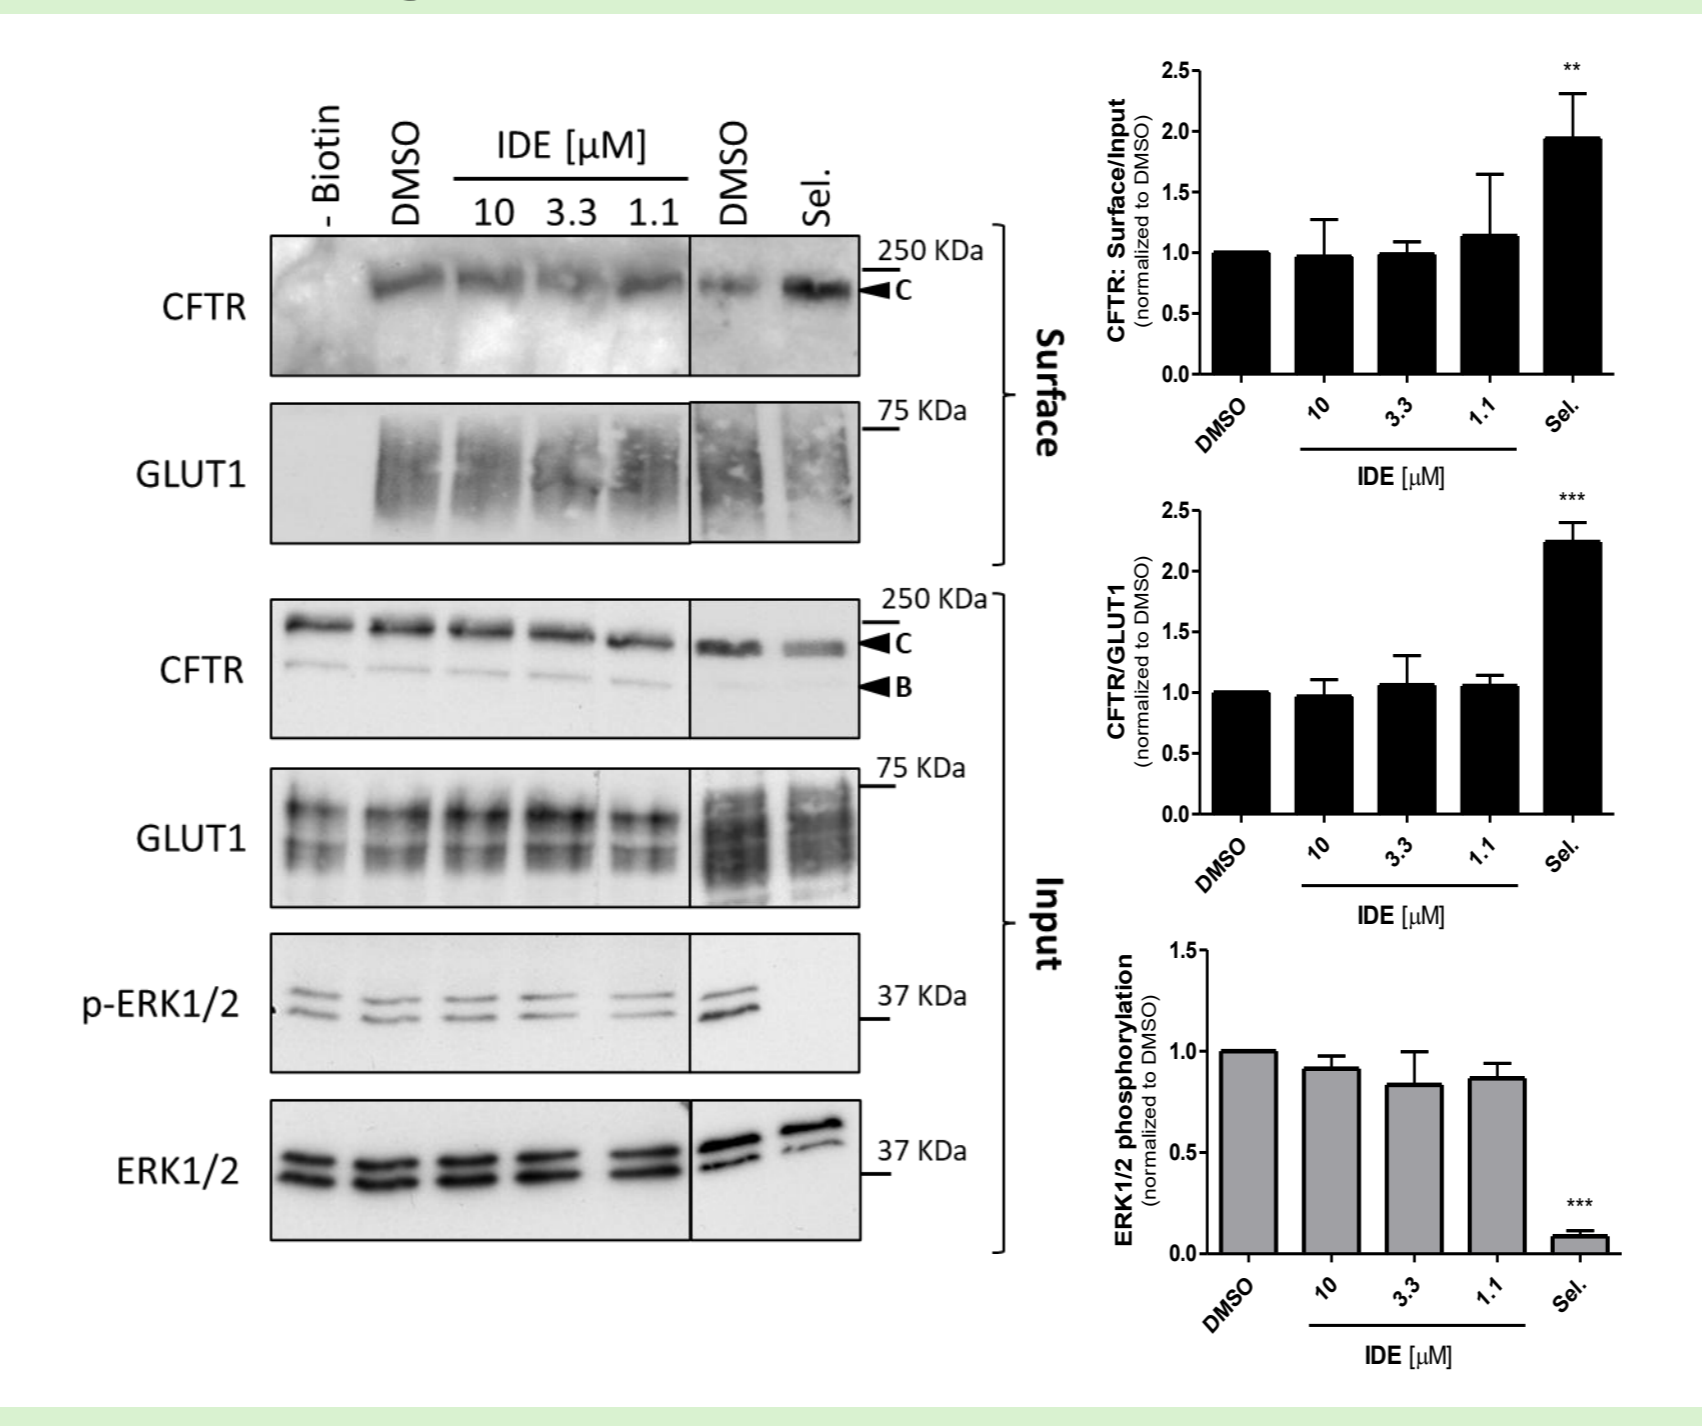 - Biotin
DMSO
IDE [μM]
10 3.3 1.1
DMSO
Sel.
CFTR
250 KDa
C
GLUT1
75 KDa
Surface
CFTR
250 KDa
C
B
GLUT1
75 KDa
p-ERK1/2
37 KDa
ERK1/2
37 KDa
Input
CFTR: Surface/Input
(normalized to DMSO)
2.5
2.0
1.5
1.0
0.5
0.0
**
DMSO 10 3.3 1.1 Sel.
IDE [μM]
CFTR/GLUT1
(normalized to DMSO)
2.5
2.0
1.5
1.0
0.5
0.0
***
DMSO 10 3.3 1.1 Sel.
IDE [μM]
ERK1/2 phosphorylation
(normalized to DMSO)
1.5
1.0
0.5
0.0
***
DMSO 10 3.3 1.1 Sel.
IDE [μM]